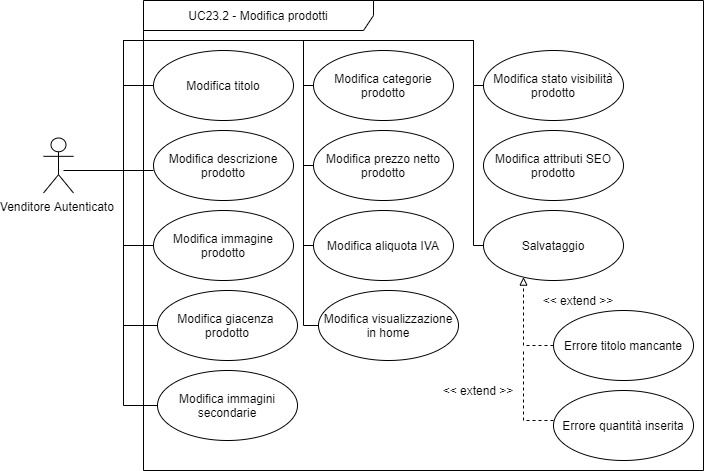 UC23.2 - Modifica prodotti
Modifica titolo
Modifica categorie
prodotto
Modifica stato visibilità
prodotto
Modifica descrizione
prodotto
Modifica prezzo netto
prodotto
Modifica attributi SEO
prodotto
Venditore Autenticato
Modifica immagine
prodotto
Modifica aliquota IVA
Salvataggio
<< extend >>
Modifica giacenza
prodotto
Modifica visualizzazione
in home
Errore titolo mancante
<< extend >>
Modifica immagini
secondarie
Errore quantità inserita